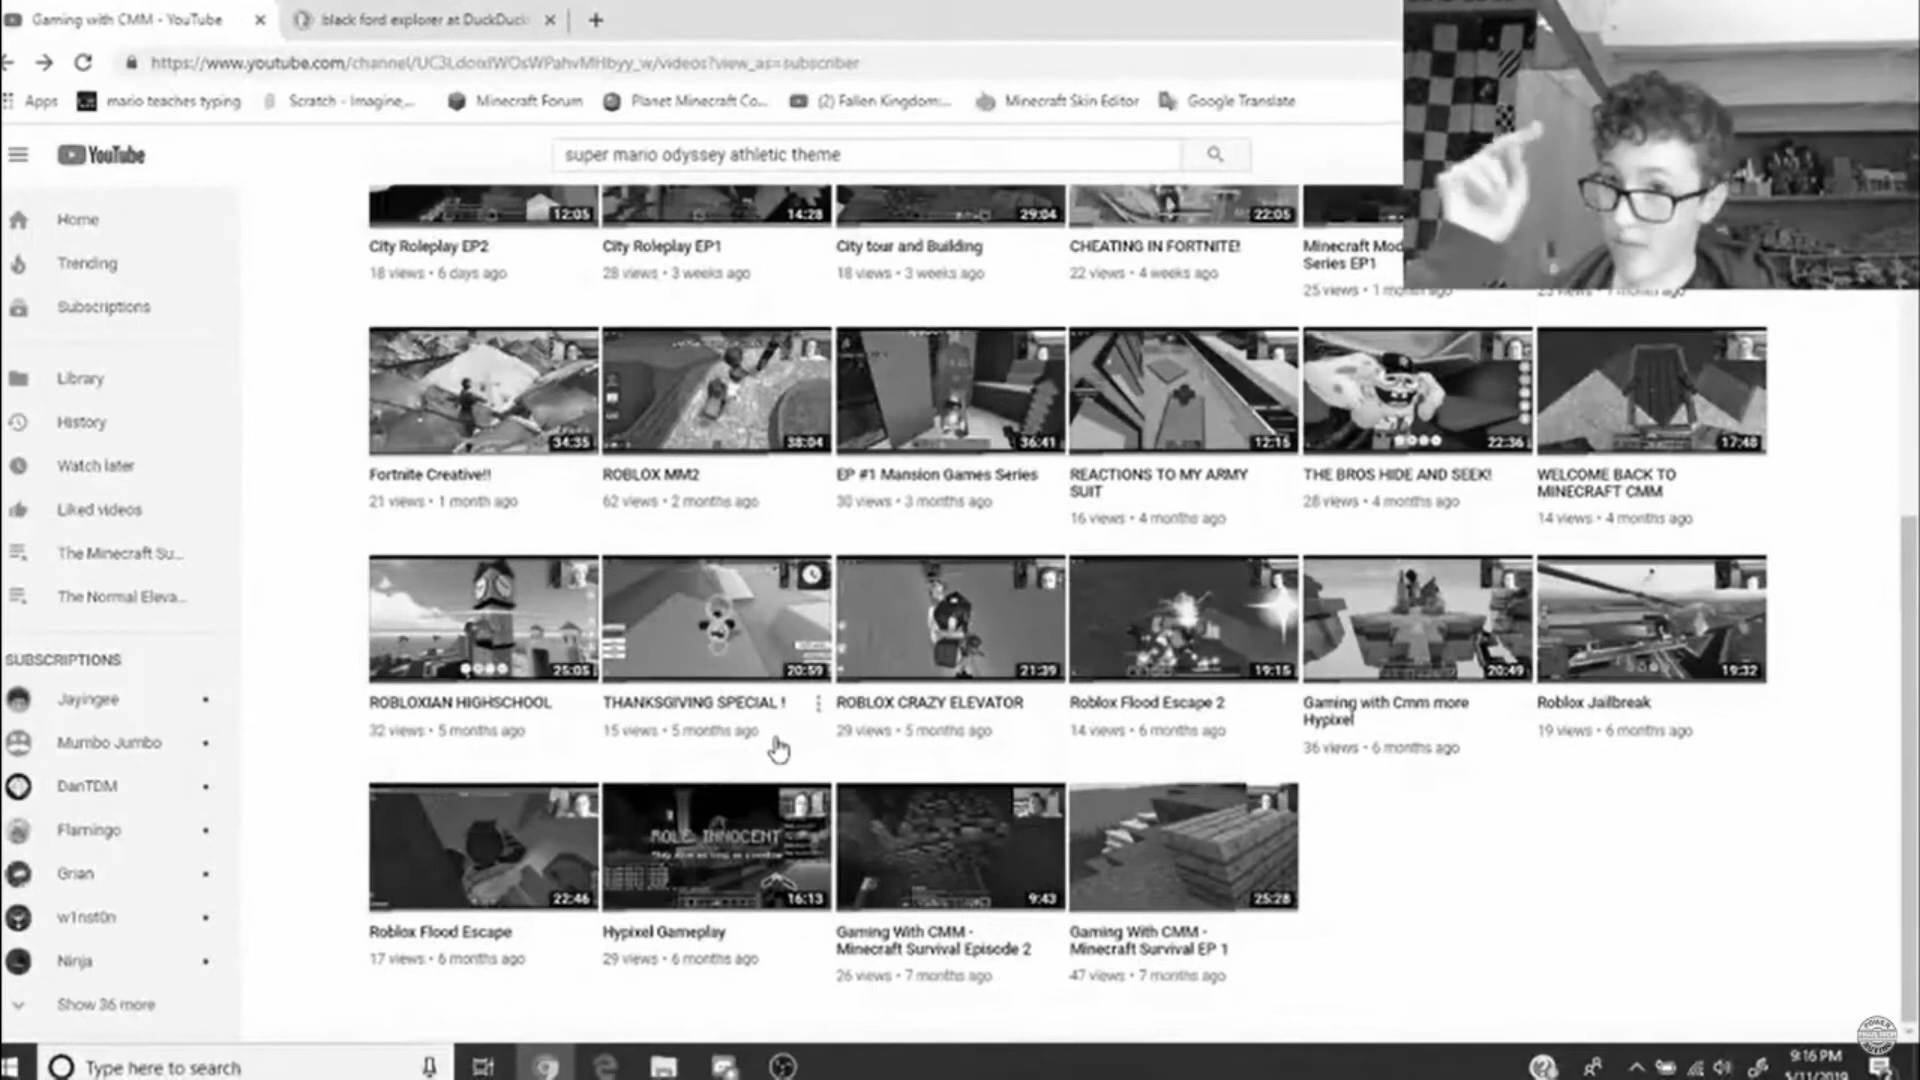 Gaming with CMM - YouTube
black ford explorer at DuckDuck
https://www.youtube.com/channel/UC3LdoixIWOsWPahvMHbyy_w/videos?view_as=subscriber
Apps mario teaches typing Scratch - Imagine,... Minecraft Forum Planet Minecraft Co... (2) Fallen Kingdom:... Minecraft Skin Editor Google Translate
YouTube
super mario odyssey athletic theme
Home
Trending
Subscriptions
Library
History
Watch later
Liked videos
The Minecraft Su...
The Normal Eleva...
SUBSCRIPTIONS
Jayingee
Mumbo Jumbo
DanTDM
Flamingo
Grian
w1nst0n
Ninja
Show 36 more
12:05 14:28 29:04 22:05
City Roleplay EP2 City Roleplay EP1 City tour and Building CHEATING IN FORTNITE! Minecraft Mod
Series EP1
18 views • 6 days ago 28 views • 3 weeks ago 18 views • 3 weeks ago 22 views • 4 weeks ago
25 views • 1 month ago
34:35 38:04 36:41 12:15 22:36 17:48
Fortnite Creative!! ROBLOX MM2 EP #1 Mansion Games Series REACTIONS TO MY ARMY THE BROS HIDE AND SEEK! WELCOME BACK TO
SUIT MINECRAFT CMM
21 views • 1 month ago 62 views • 2 months ago 30 views • 3 months ago 28 views • 4 months ago
16 views • 4 months ago 14 views • 4 months ago
25:05 20:59 21:39 19:15 20:49 19:32
ROBLOXIAN HIGHSCHOOL THANKSGIVING SPECIAL ! ROBLOX CRAZY ELEVATOR Roblox Flood Escape 2 Gaming with Cmm more Roblox Jailbreak
Hypixel
32 views • 5 months ago 15 views • 5 months ago 29 views • 5 months ago 14 views • 6 months ago 19 views • 6 months ago
36 views • 6 months ago
ROLE: INNOCENT
22:46 16:13 9:43 25:28
Roblox Flood Escape Hypixel Gameplay Gaming With CMM - Gaming With CMM -
Minecraft Survival Episode 2 Minecraft Survival EP 1
17 views • 6 months ago 29 views • 6 months ago
26 views • 7 months ago 47 views • 7 months ago
Type here to search
9:16 PM
5/11/2019